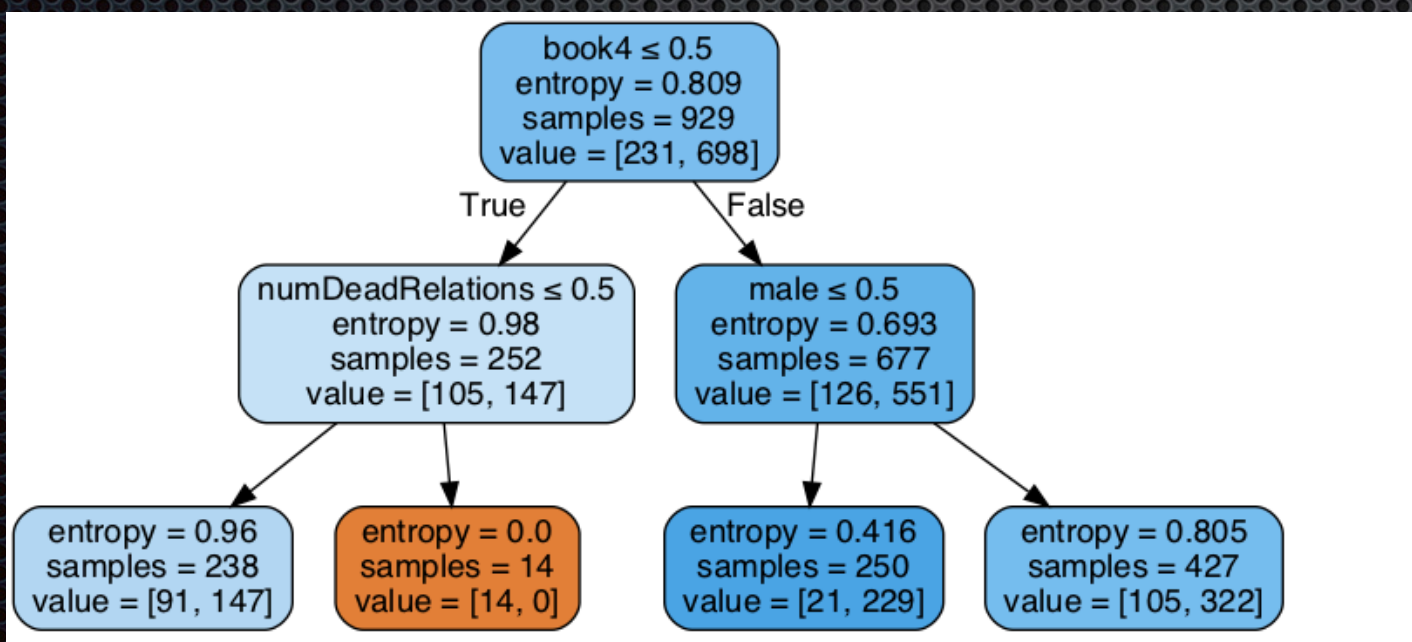 book4 ≤ 0.5
entropy = 0.809
samples = 929
value = [231, 698]
True
False
numDeadRelations ≤ 0.5
entropy = 0.98
samples = 252
value = [105, 147]
male ≤ 0.5
entropy = 0.693
samples = 677
value = [126, 551]
entropy = 0.96
samples = 238
value = [91, 147]
entropy = 0.0
samples = 14
value = [14, 0]
entropy = 0.416
samples = 250
value = [21, 229]
entropy = 0.805
samples = 427
value = [105, 322]